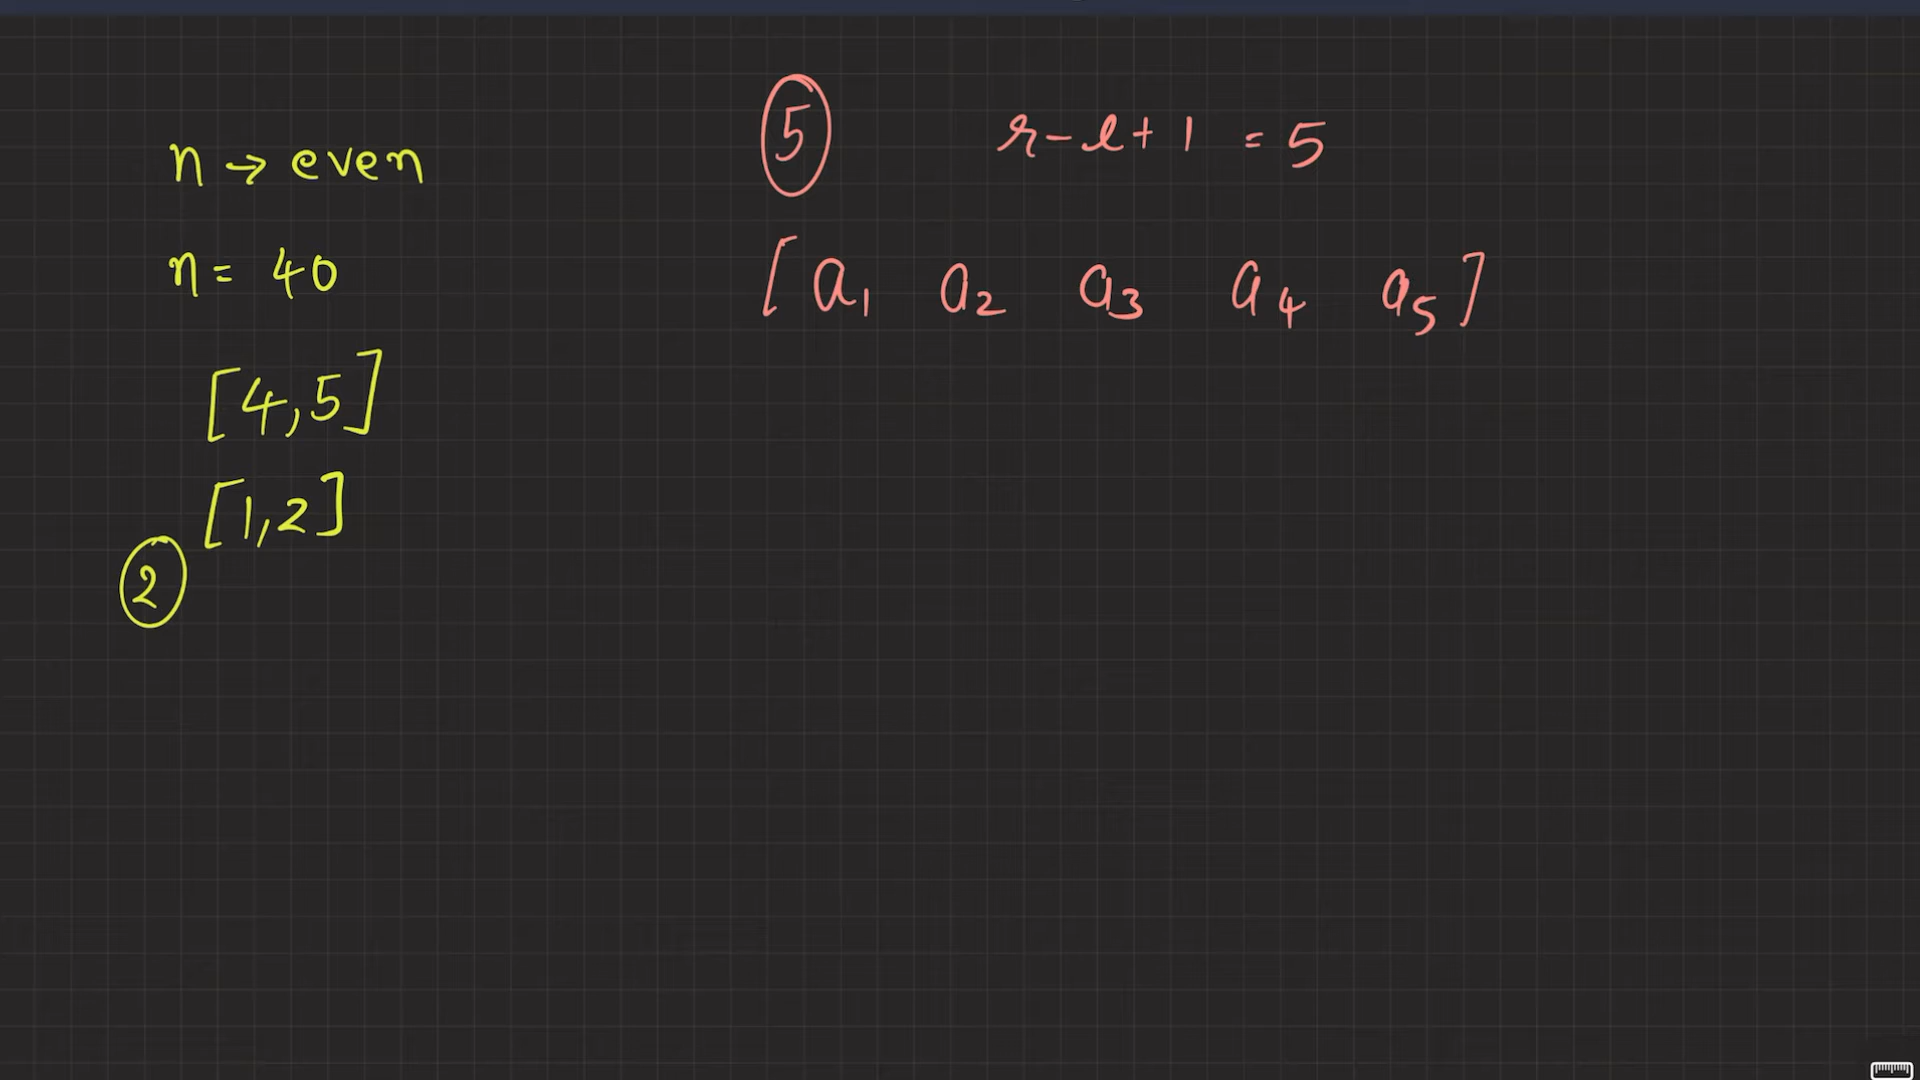 n → even
n = 40
[4,5]
[1,2]
2
5
r-l+1 = 5
[a₁ a₂ a₃ a₄ a₅]